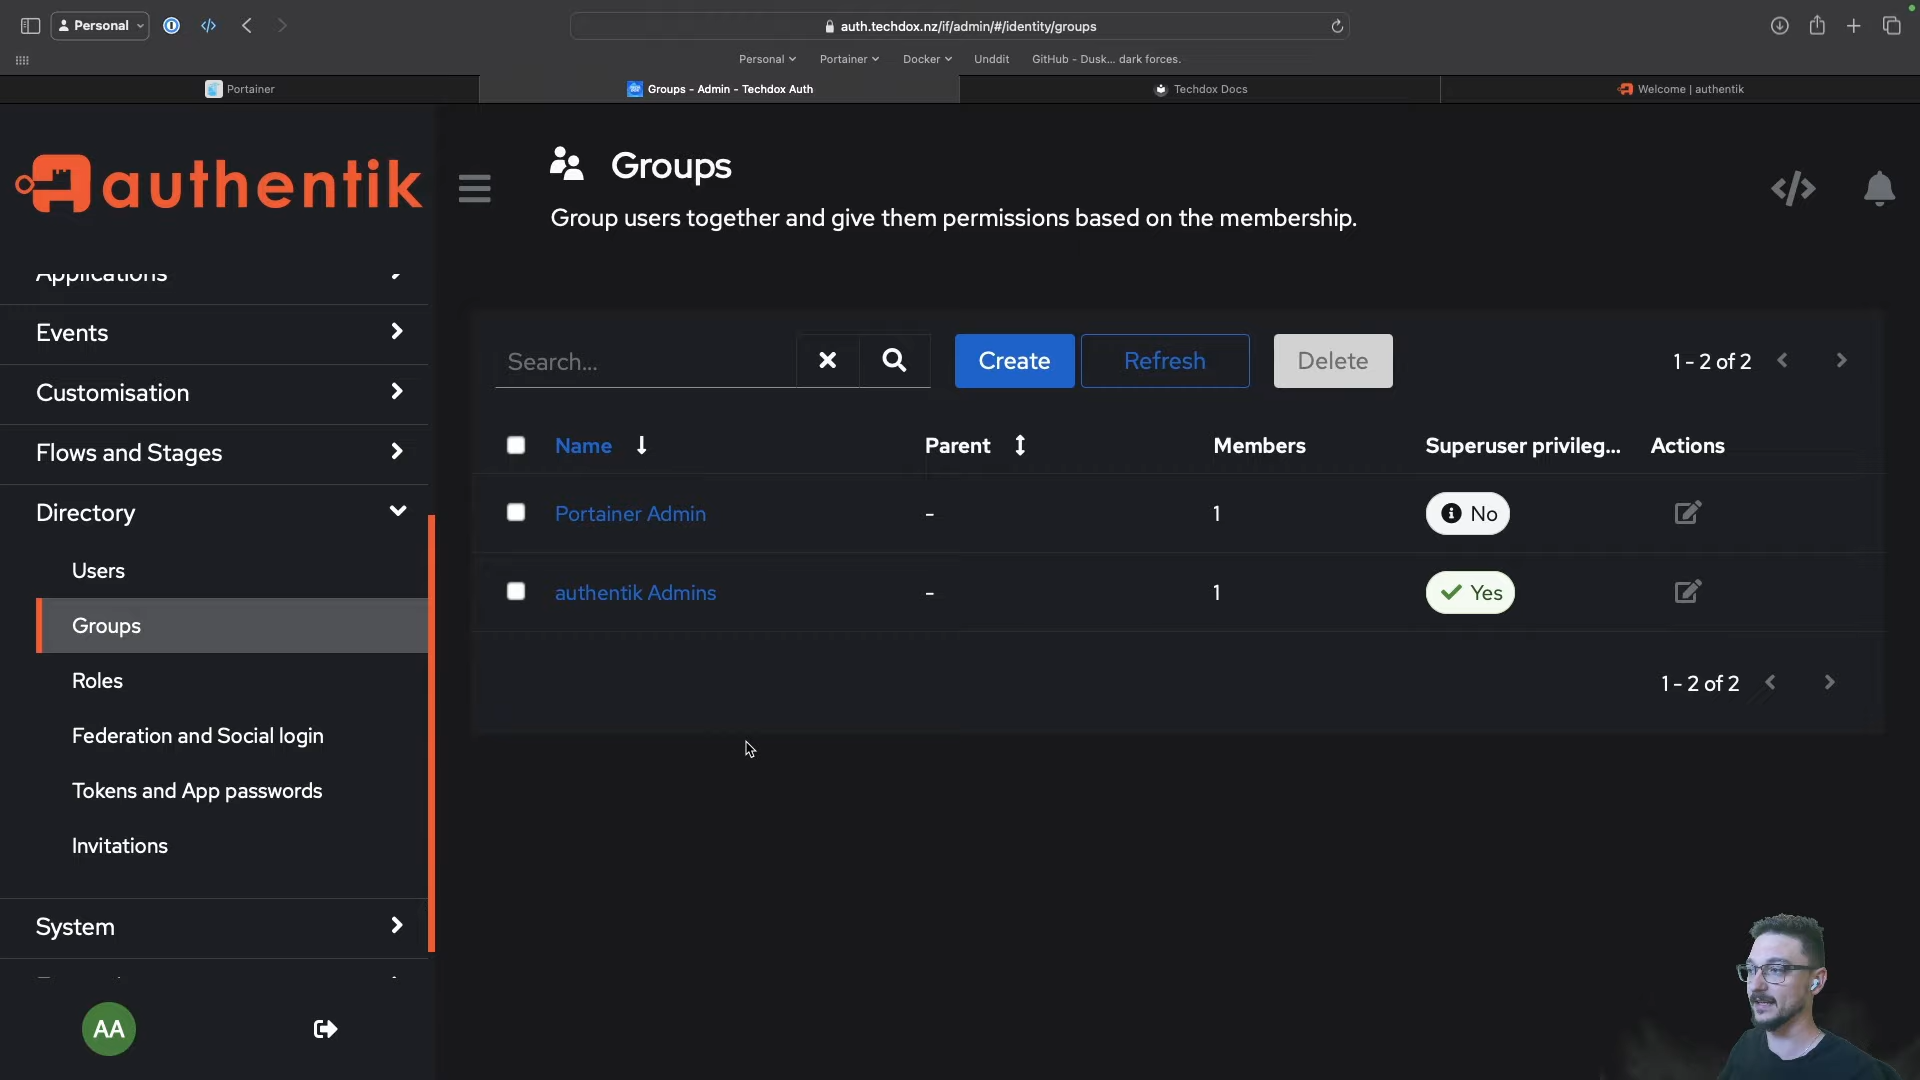 Personal
auth.techdox.nz/if/admin/#/identity/groups
Personal
Portainer
Docker
Unddit
GitHub - Dusk... dark forces.
Portainer
Groups - Admin - Techdox Auth
Techdox Docs
Welcome | authentik
authentik
Groups
Group users together and give them permissions based on the membership.
Applications
Events
Customisation
Flows and Stages
Directory
Users
Groups
Roles
Federation and Social login
Tokens and App passwords
Invitations
System
AA
Search...
Create
Refresh
Delete
1 - 2 of 2
Name
Parent
Members
Superuser privileg...
Actions
Portainer Admin
-
1
No
authentik Admins
-
1
Yes
1 - 2 of 2